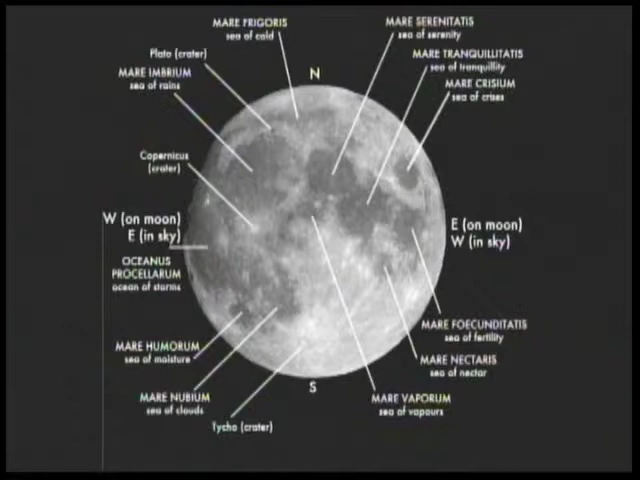 MARE FRIGORIS
sea of cold
MARE SERENITATIS
sea of serenity
Plato (crater)
MARE TRANQUILLITATIS
sea of tranquillity
MARE IMBRIUM
sea of rains
MARE CRISIUM
sea of crises
N
Copernicus
(crater)
W (on moon)
E (in sky)
E (on moon)
W (in sky)
OCEANUS
PROCELLARUM
ocean of storms
MARE FOECUNDITATIS
sea of fertility
MARE HUMORUM
sea of moisture
MARE NECTARIS
sea of nectar
S
MARE NUBIUM
sea of clouds
MARE VAPORUM
sea of vapours
Tycho (crater)